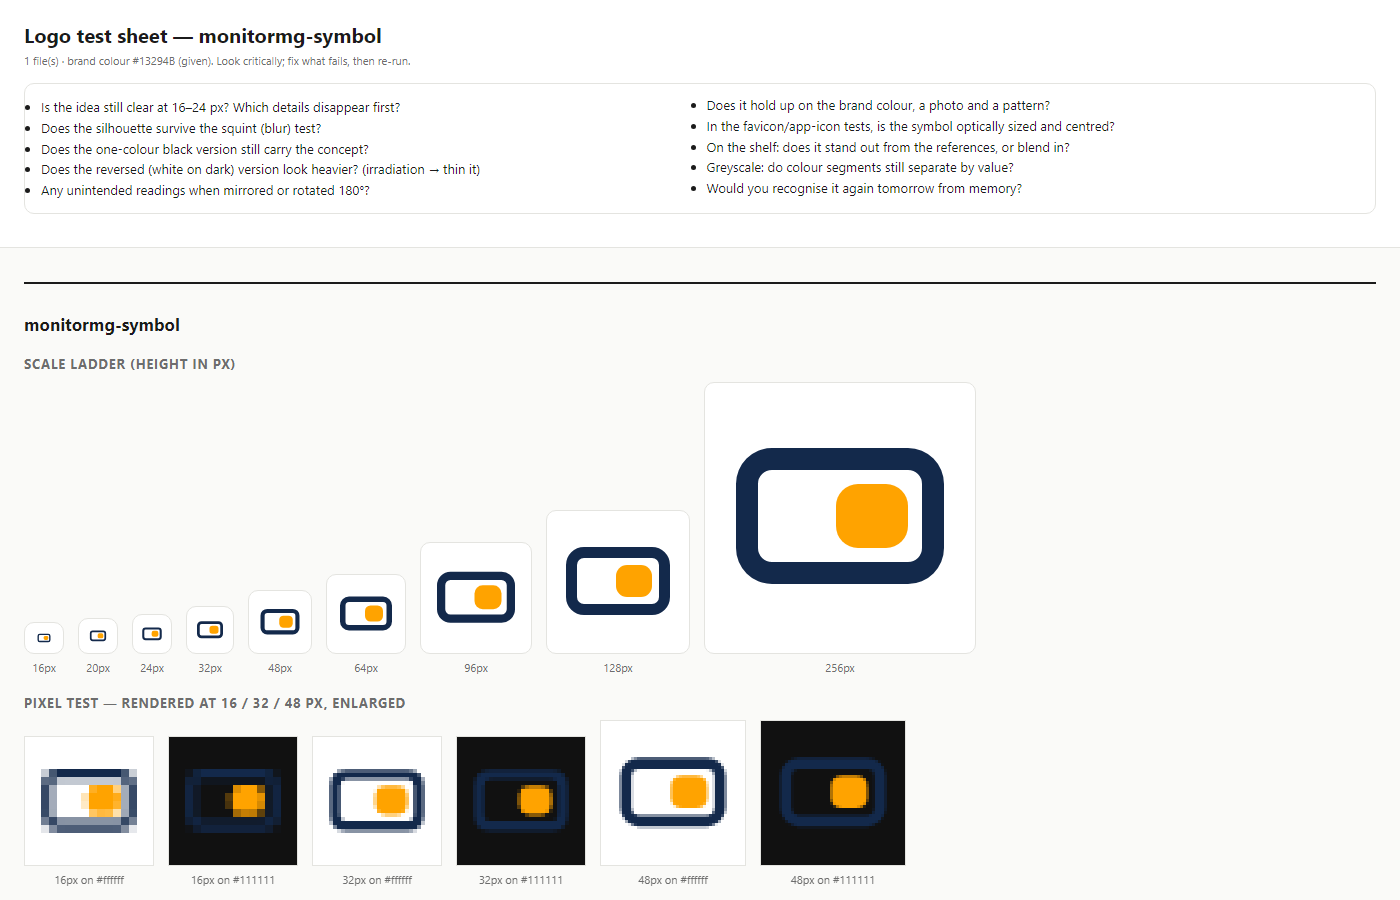 Logo test sheet — monitormg-symbol
1 file(s) · brand colour #13294B (given). Look critically; fix what fails, then re-run.
Is the idea still clear at 16–24 px? Which details disappear first?
Does the silhouette survive the squint (blur) test?
Does the one-colour black version still carry the concept?
Does the reversed (white on dark) version look heavier? (irradiation → thin it)
Any unintended readings when mirrored or rotated 180°?
Does it hold up on the brand colour, a photo and a pattern?
In the favicon/app-icon tests, is the symbol optically sized and centred?
On the shelf: does it stand out from the references, or blend in?
Greyscale: do colour segments still separate by value?
Would you recognise it again tomorrow from memory?
monitormg-symbol
SCALE LADDER (HEIGHT IN PX)
16px 20px 24px 32px 48px 64px 96px 128px 256px
PIXEL TEST — RENDERED AT 16 / 32 / 48 PX, ENLARGED
16px on #ffffff 16px on #111111 32px on #ffffff 32px on #111111 48px on #ffffff 48px on #111111